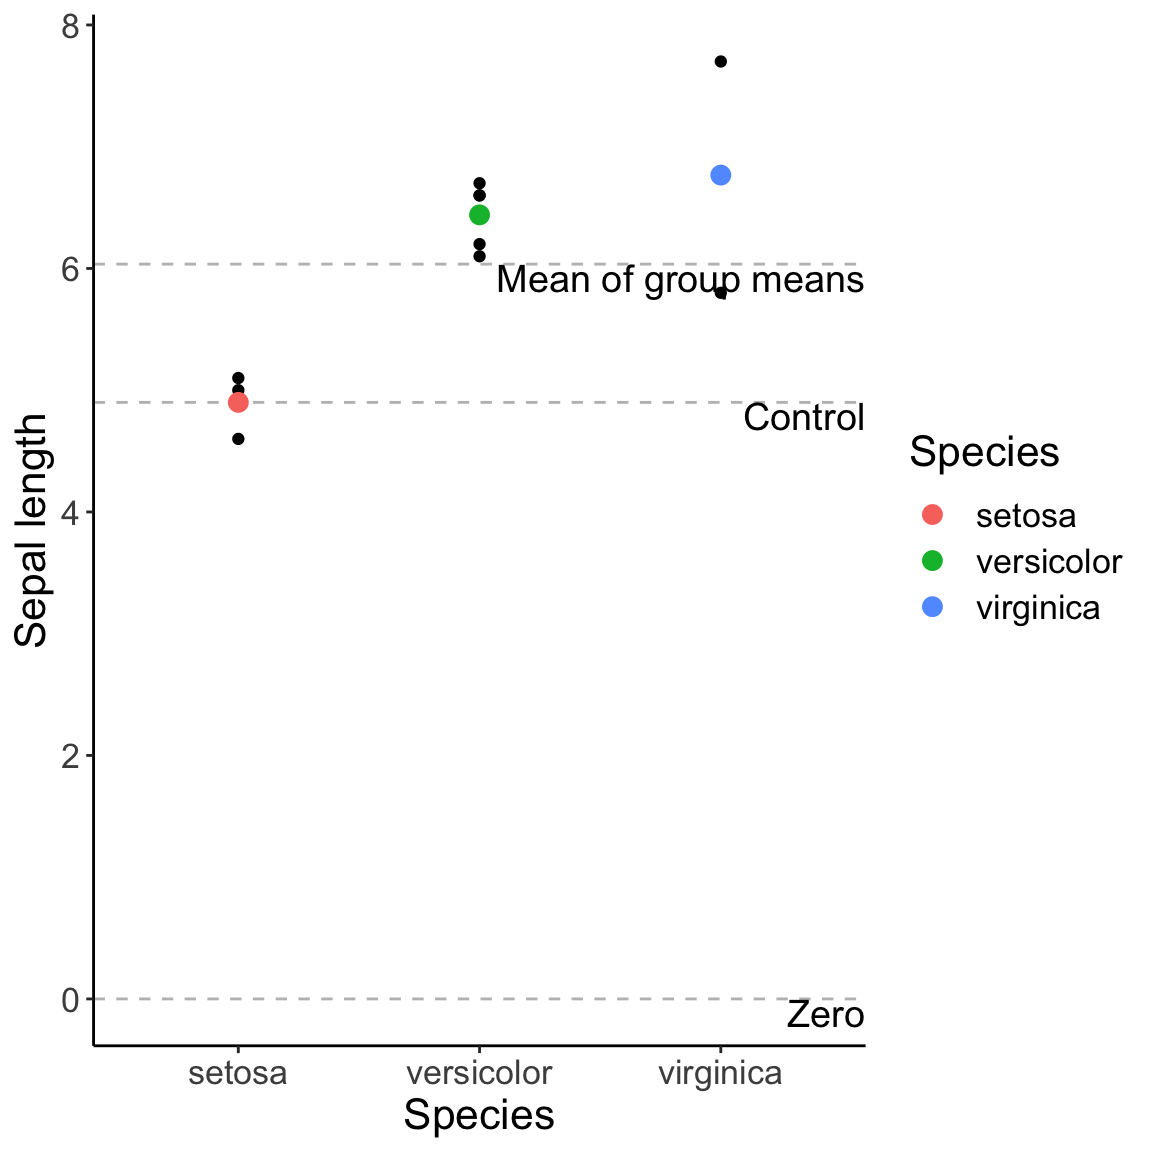 8
6
4
2
0
Sepal length
Mean of group means
Control
Zero
setosa
versicolor
virginica
Species
Species
setosa
versicolor
virginica